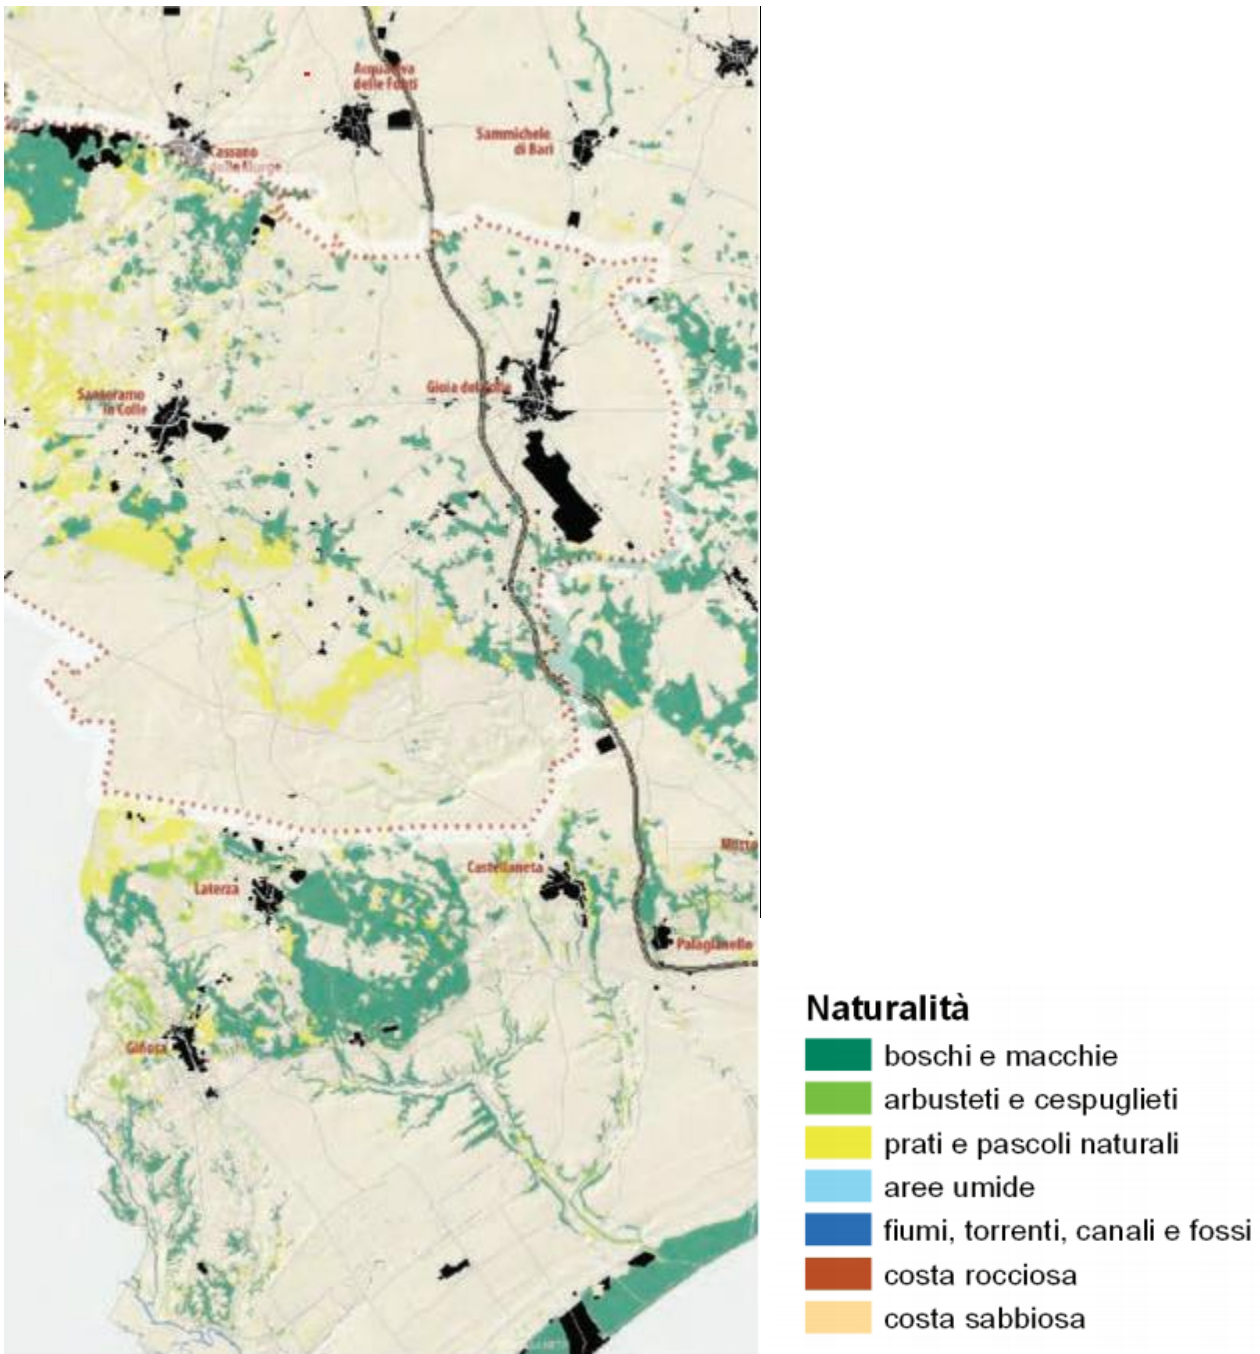 Acquaviva
delle Fonti
Sammichele
di Bari
Cassano
delle Murge
Gioia del Colle
Santeramo
in Colle
Castellaneta
Laterza
Palagianello
Ginosa
Naturalità
boschi e macchie
arbusteti e cespuglieti
prati e pascoli naturali
aree umide
fiumi, torrenti, canali e fossi
costa rocciosa
costa sabbiosa